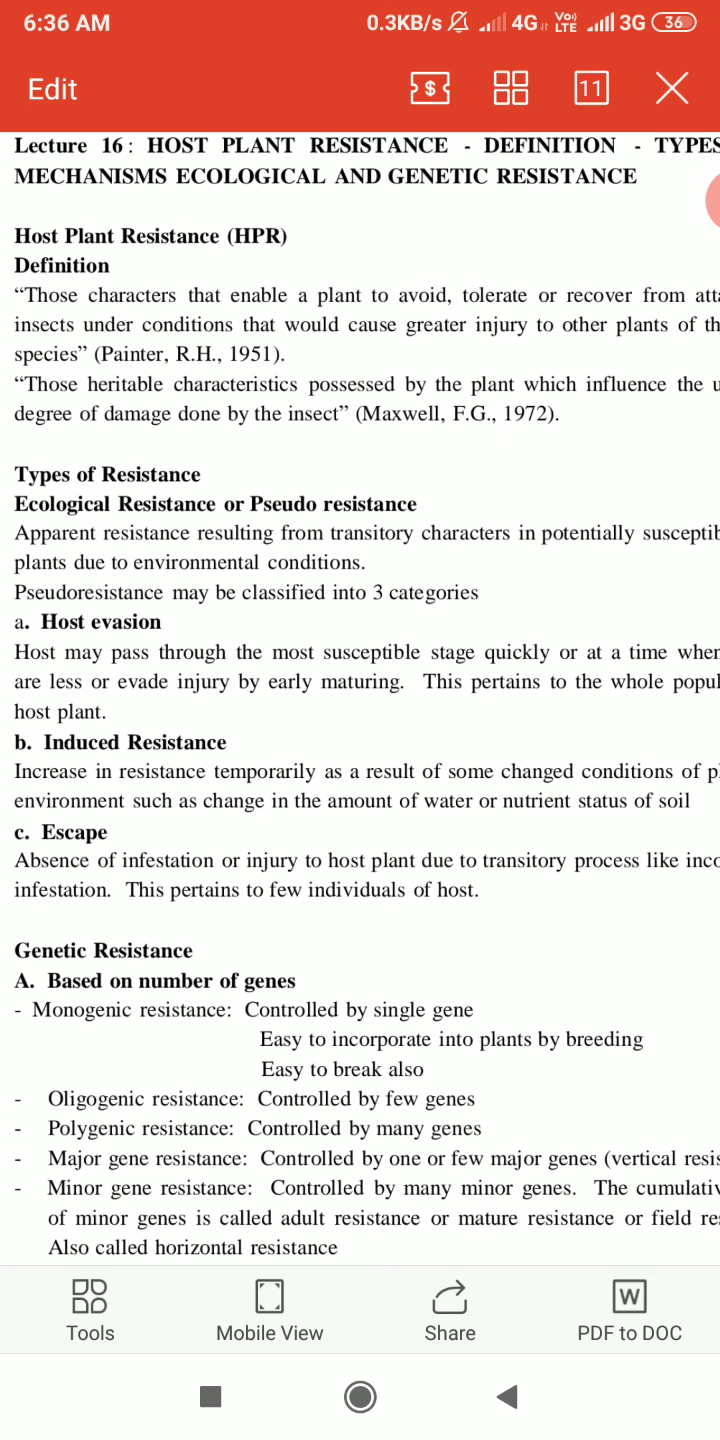 6:36 AM 0.3KB/s 4G Vo)) LTE 3G 36
Edit $ 11
Lecture 16 : HOST PLANT RESISTANCE - DEFINITION - TYPES
MECHANISMS ECOLOGICAL AND GENETIC RESISTANCE
Host Plant Resistance (HPR)
Definition
“Those characters that enable a plant to avoid, tolerate or recover from
insects under conditions that would cause greater injury to other plants of
species” (Painter, R.H., 1951).
“Those heritable characteristics possessed by the plant which influence the
degree of damage done by the insect” (Maxwell, F.G., 1972).
Types of Resistance
Ecological Resistance or Pseudo resistance
Apparent resistance resulting from transitory characters in potentially
plants due to environmental conditions.
Pseudoresistance may be classified into 3 categories
a. Host evasion
Host may pass through the most susceptible stage quickly or at a time
are less or evade injury by early maturing. This pertains to the whole
host plant.
b. Induced Resistance
Increase in resistance temporarily as a result of some changed conditions of
environment such as change in the amount of water or nutrient status of soil
c. Escape
Absence of infestation or injury to host plant due to transitory process like
infestation. This pertains to few individuals of host.
Genetic Resistance
A. Based on number of genes
- Monogenic resistance: Controlled by single gene
Easy to incorporate into plants by breeding
Easy to break also
- Oligogenic resistance: Controlled by few genes
- Polygenic resistance: Controlled by many genes
- Major gene resistance: Controlled by one or few major genes (vertical
- Minor gene resistance: Controlled by many minor genes. The
of minor genes is called adult resistance or mature resistance or field
Also called horizontal resistance
Tools Mobile View Share W PDF to DOC